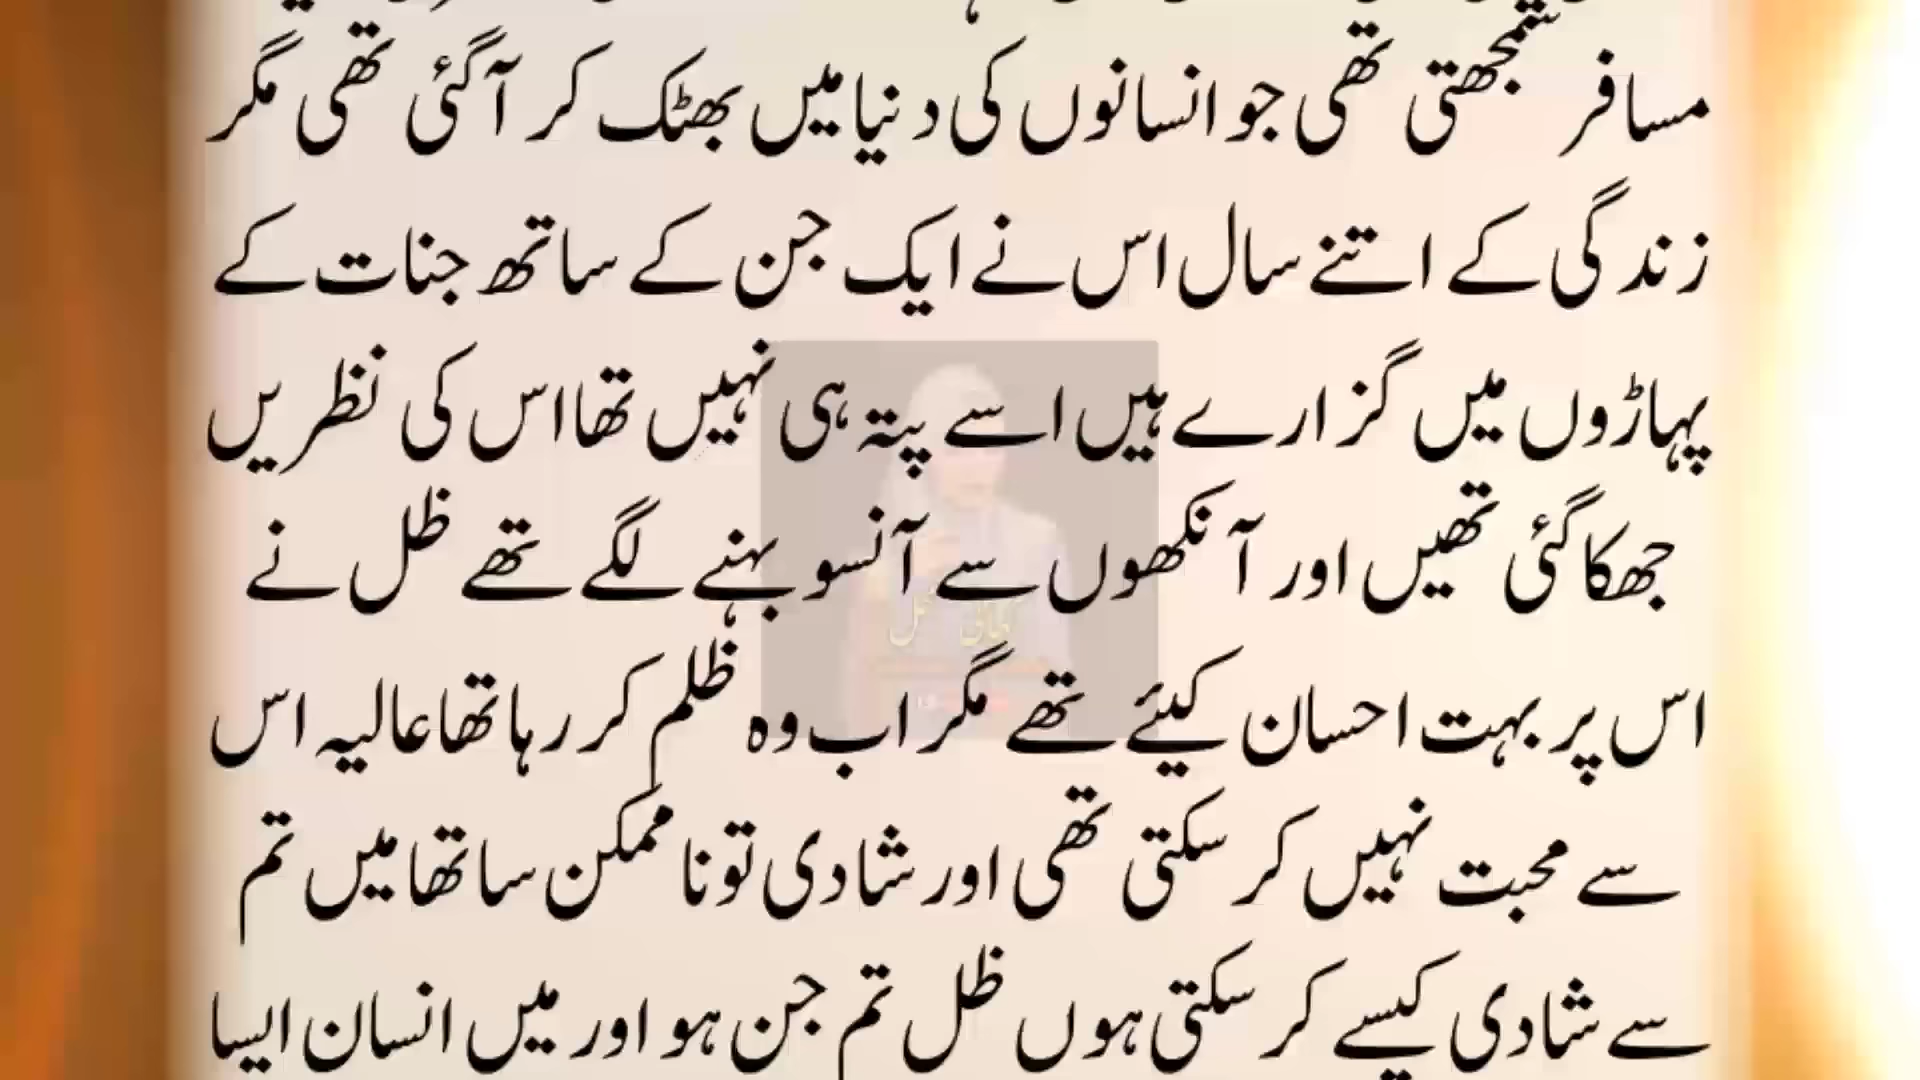 مسافر سمجھتی تھی جو انسانوں کی دنیا میں بھٹک کر آگئی تھی مگر
زندگی کے اتنے سال اس نے ایک جن کے ساتھ جنات کے
پہاڑوں میں گزارے ہیں اسے پتہ ہی نہیں تھا اس کی نظریں
جھکا گئی تھیں اور آنکھوں سے آنسو بہنے لگے تھے ظل نے
اس پر بہت احسان کیئے تھے مگر اب وہ ظلم کر رہا تھا عالیہ اس
سے محبت نہیں کر سکتی تھی اور شادی تو نا ممکن سا تھا میں تم
سے شادی کیسے کر سکتی ہوں ظل تم جن ہو اور میں انسان ایسا